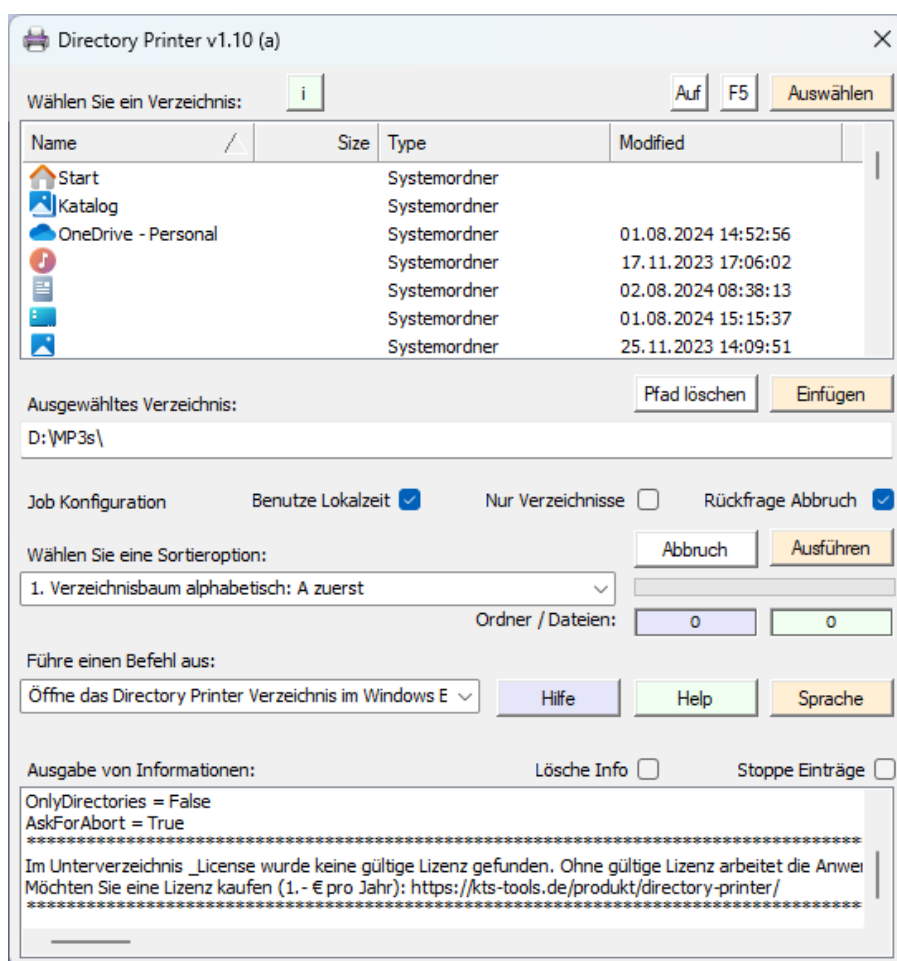 Directory Printer v1.10 (a)
Wählen Sie ein Verzeichnis: i Auf F5 Auswählen
Name Size Type Modified
Start Systemordner
Katalog Systemordner
OneDrive - Personal Systemordner 01.08.2024 14:52:56
Systemordner 17.11.2023 17:06:02
Systemordner 02.08.2024 08:38:13
Systemordner 01.08.2024 15:15:37
Systemordner 25.11.2023 14:09:51
Ausgewähltes Verzeichnis: Pfad löschen Einfügen
D:\MP3s\
Job Konfiguration Benutze Lokalzeit Nur Verzeichnisse Rückfrage Abbruch
Wählen Sie eine Sortieroption: Abbruch Ausführen
1. Verzeichnisbaum alphabetisch: A zuerst
Ordner / Dateien: 0 0
Führe einen Befehl aus:
Öffne das Directory Printer Verzeichnis im Windows E Hilfe Help Sprache
Ausgabe von Informationen: Lösche Info Stoppe Einträge
OnlyDirectories = False
AskForAbort = True
****************************************************************************************************
Im Unterverzeichnis _License wurde keine gültige Lizenz gefunden. Ohne gültige Lizenz arbeitet die Anwer
Möchten Sie eine Lizenz kaufen (1.- € pro Jahr): https://kts-tools.de/produkt/directory-printer/
****************************************************************************************************